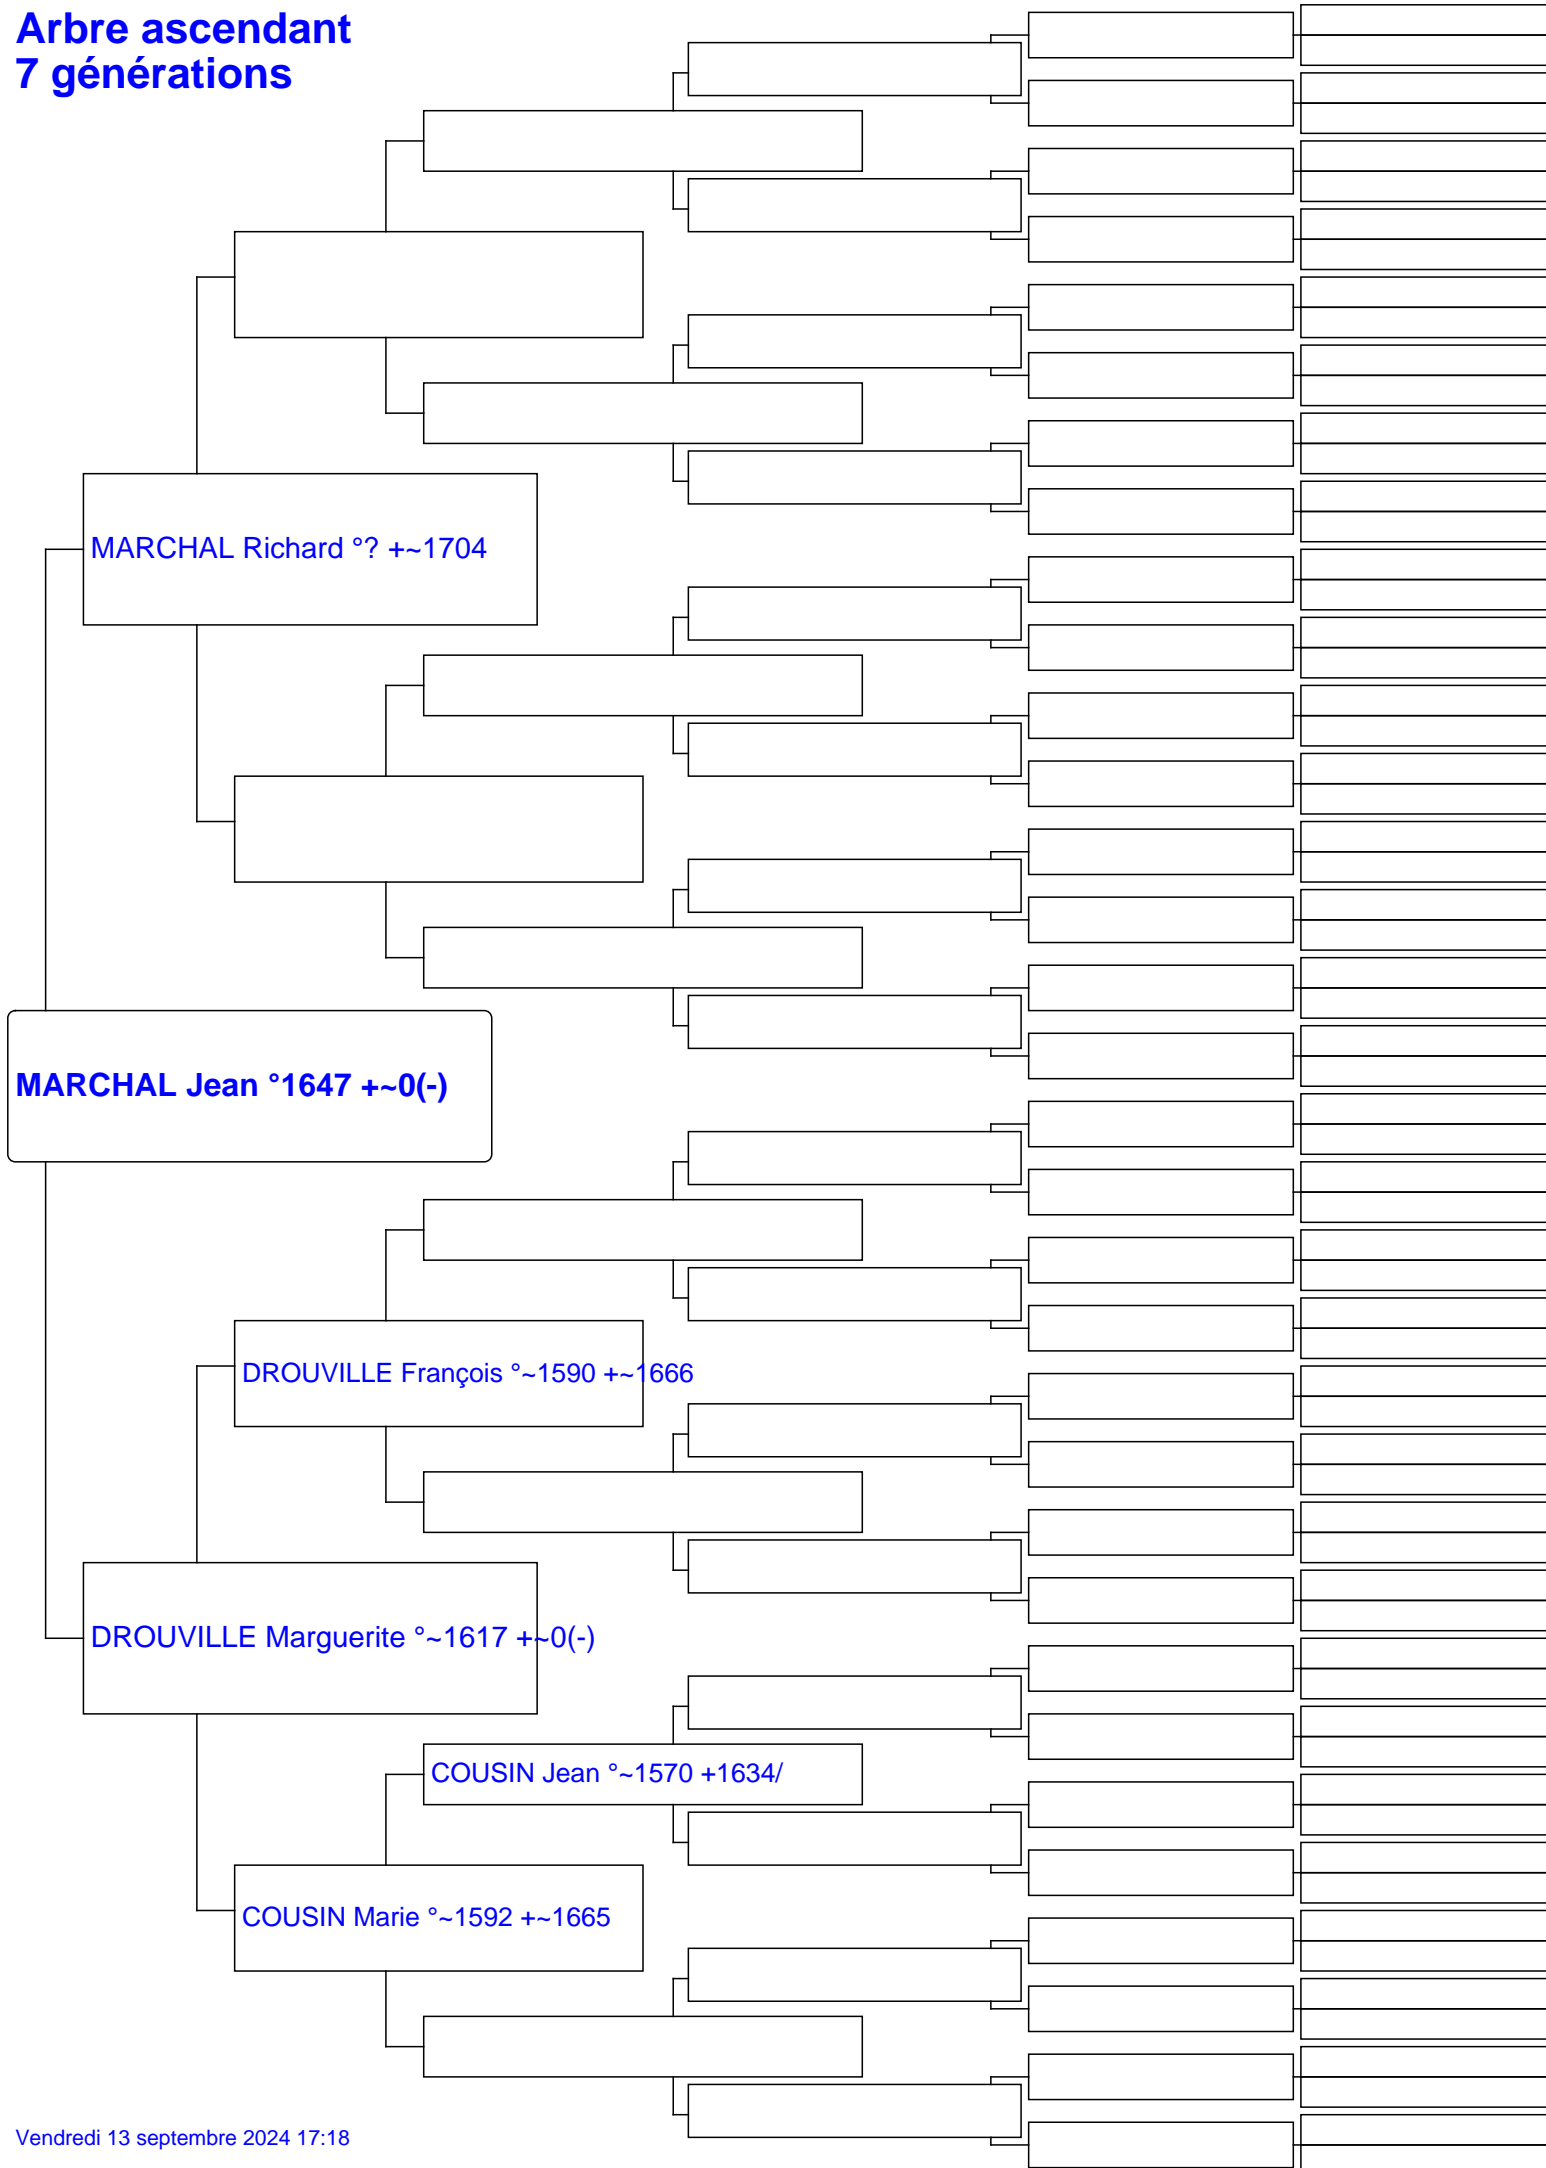 Arbre ascendant
7 générations
MARCHAL Richard °? +~1704
MARCHAL Jean °1647 +~0(-)
DROUVILLE François °~1590 +~1666
DROUVILLE Marguerite °~1617 +~0(-)
COUSIN Jean °~1570 +1634/
COUSIN Marie °~1592 +~1665
Vendredi 13 septembre 2024 17:18